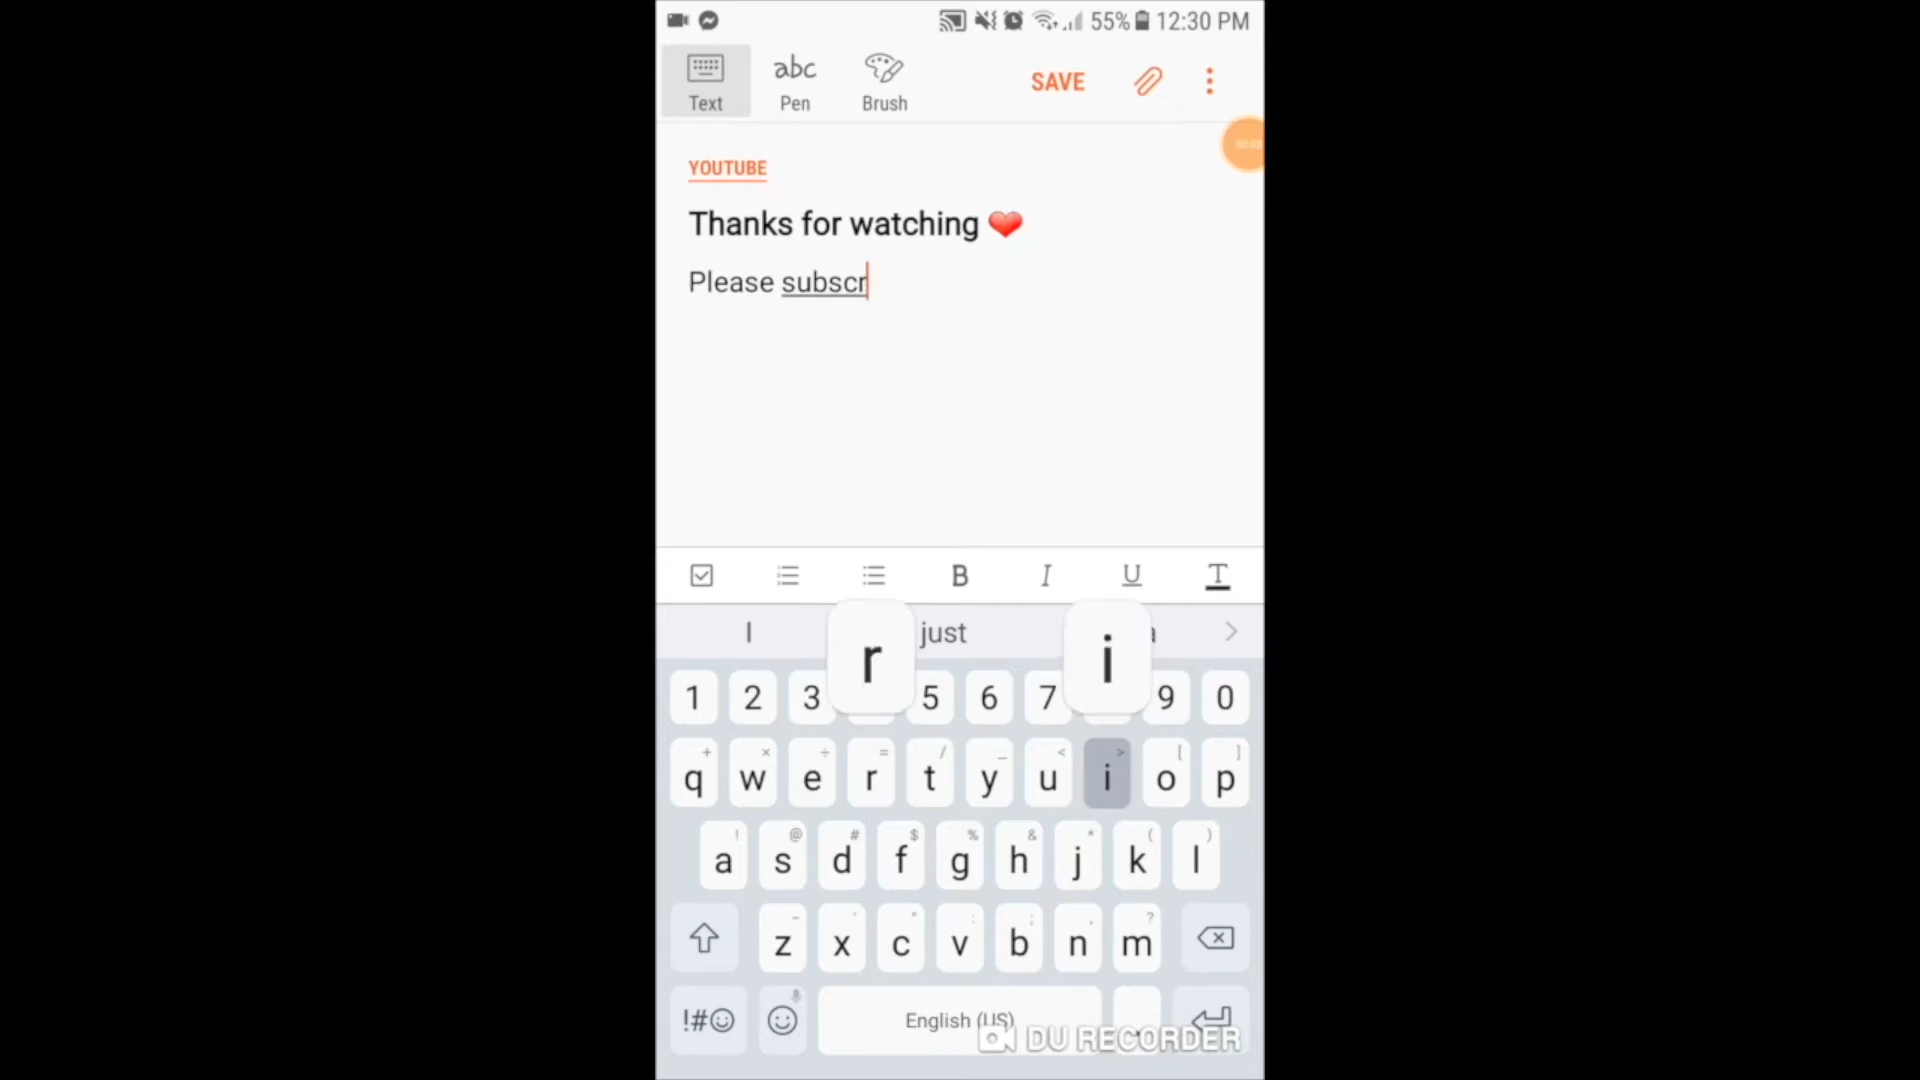 55% 12:30 PM
Text
abc
Pen
Brush
SAVE
YOUTUBE
Thanks for watching ❤
Please subscr
B I U T
I just
r i
1 2 3 5 6 7 9 0
q w e r t y u i o p
a s d f g h j k l
z x c v b n m
!#☺ English (US)
DU RECORDER